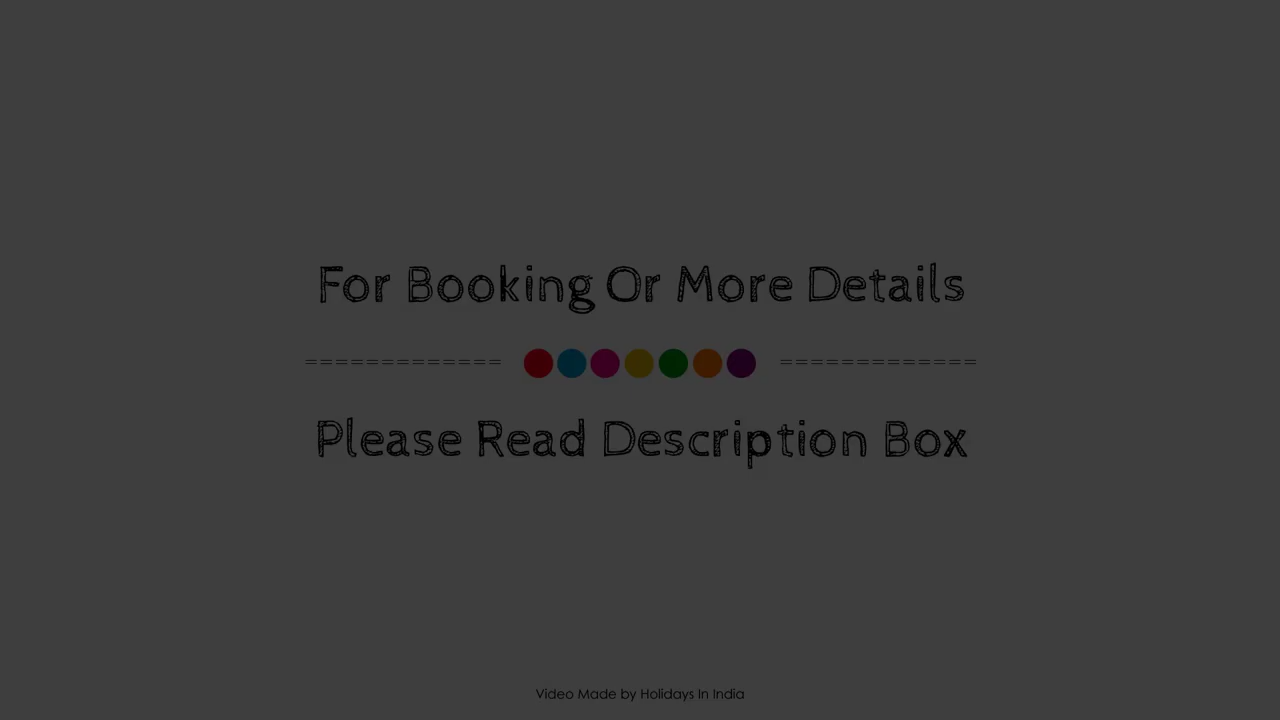 For Booking Or More Details
============= =============
Please Read Description Box
Video Made by Holidays In India